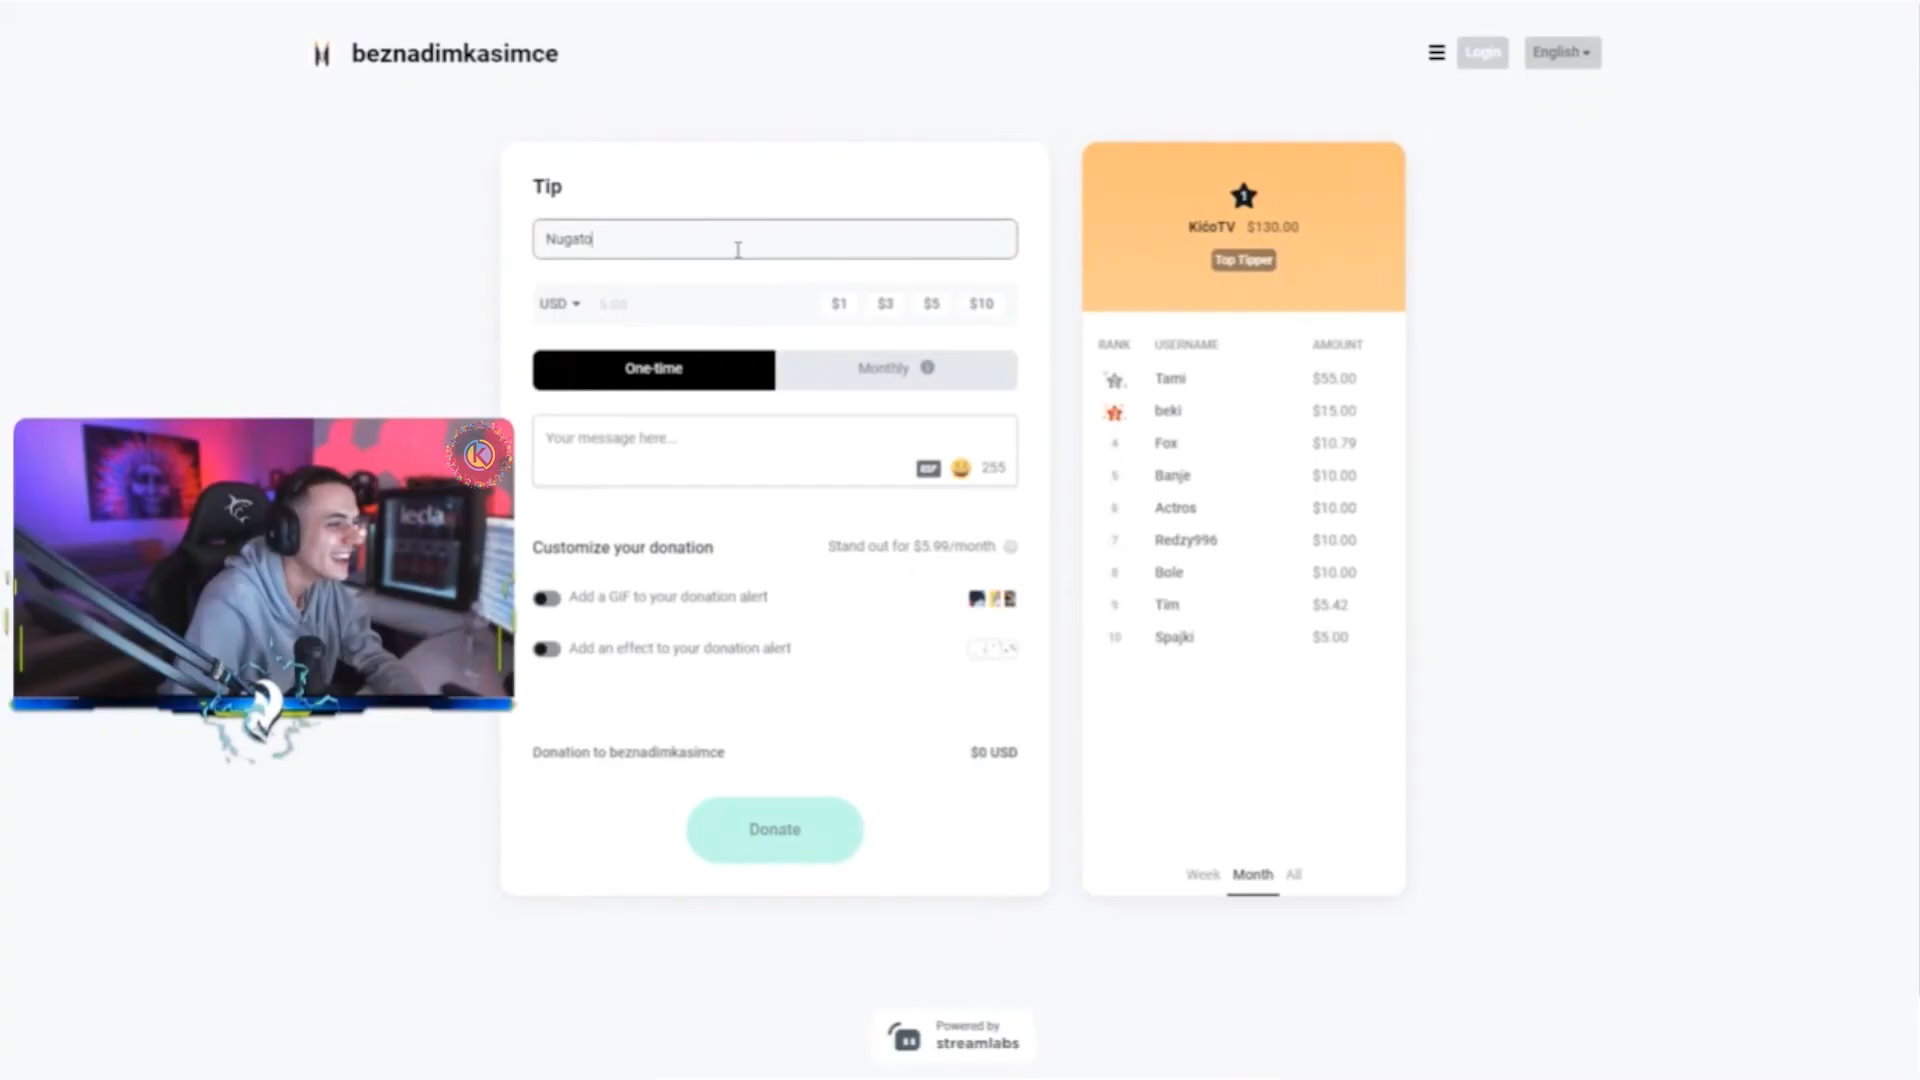 beznadimkasimce
Login
English
Tip
Nugato
USD 5.00 $1 $3 $5 $10
One-time Monthly
Your message here...
GIF 255
Customize your donation Stand out for $5.99/month
Add a GIF to your donation alert
Add an effect to your donation alert
Donation to beznadimkasimce $0 USD
Donate
1
KićoTV $130.00
Top Tipper
RANK USERNAME AMOUNT
Tami $55.00
beki $15.00
4 Fox $10.79
5 Banje $10.00
6 Actros $10.00
7 Redzy996 $10.00
8 Bole $10.00
9 Tim $5.42
10 Spajki $5.00
Week Month All
K
Powered by
streamlabs